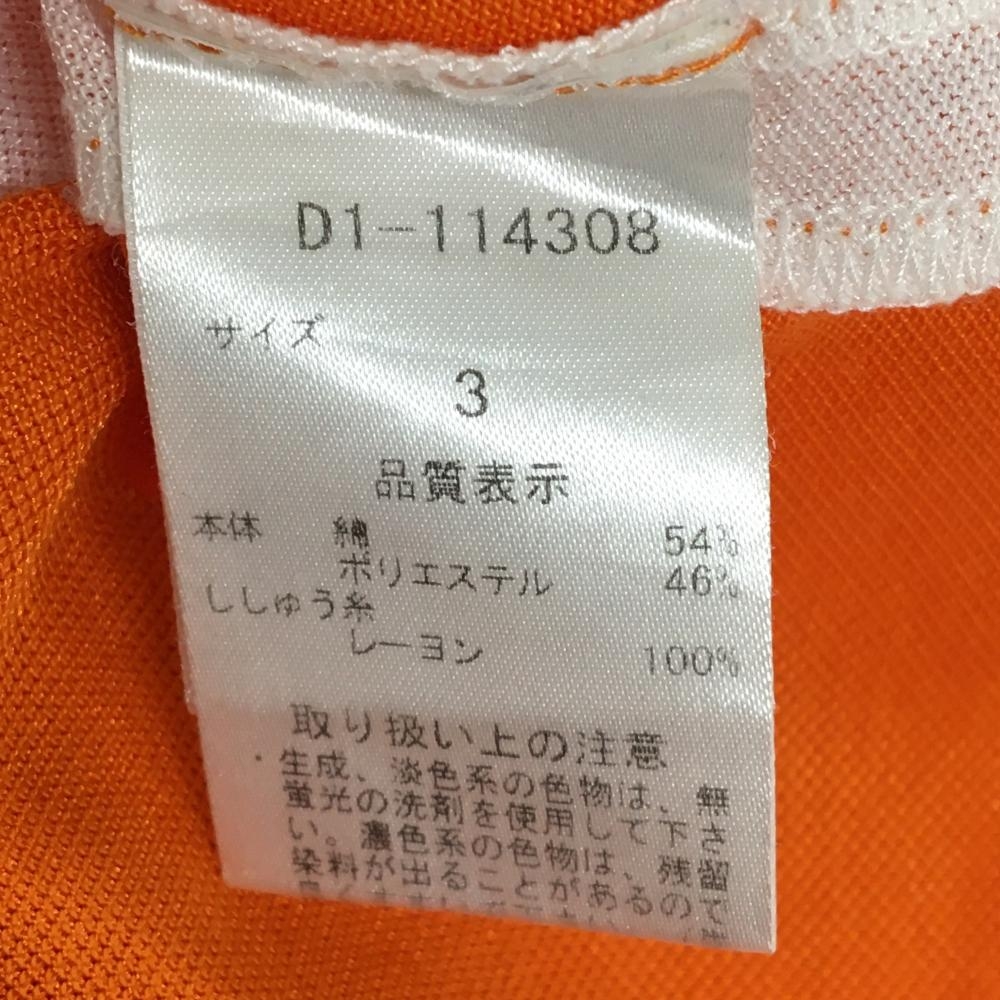 D1-114308
サイズ
3
品質表示
本体 綿 54%
ポリエステル 46%
ししゅう糸
レーヨン 100%
取り扱い上の注意
・生成、淡色系の色物は、無
蛍光の洗剤を使用して下さ
い。濃色系の色物は、残留
染料が出ることがあるので